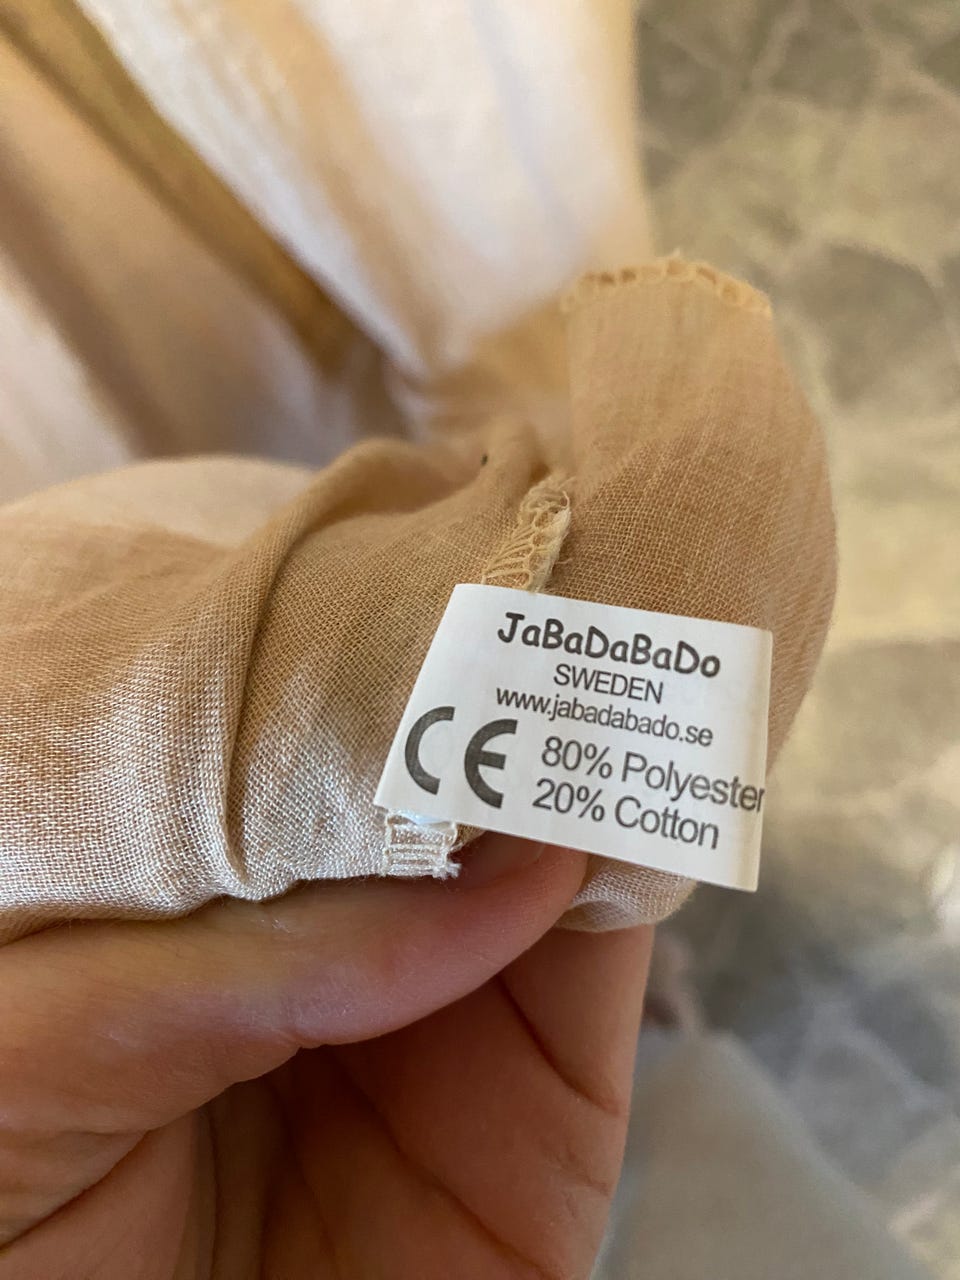 JaBaDaBaDo
SWEDEN
www.jabadabado.se
CE
80% Polyester
20% Cotton